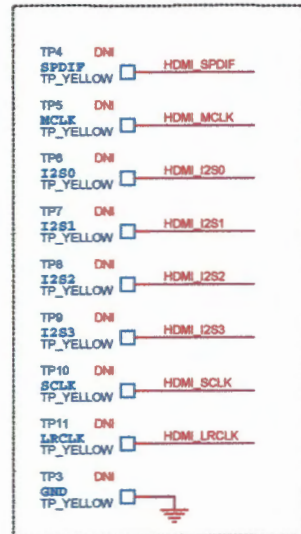 TP4 DNI
SPDIF HDMI_SPDIF
TP_YELLOW
TP5 DNI
MCLK HDMI_MCLK
TP_YELLOW
TP6 DNI
I2S0 HDMI_I2S0
TP_YELLOW
TP7 DNI
I2S1 HDMI_I2S1
TP_YELLOW
TP8 DNI
I2S2 HDMI_I2S2
TP_YELLOW
TP9 DNI
I2S3 HDMI_I2S3
TP_YELLOW
TP10 DNI
SCLK HDMI_SCLK
TP_YELLOW
TP11 DNI
LRCLK HDMI_LRCLK
TP_YELLOW
TP3 DNI
GND
TP_YELLOW